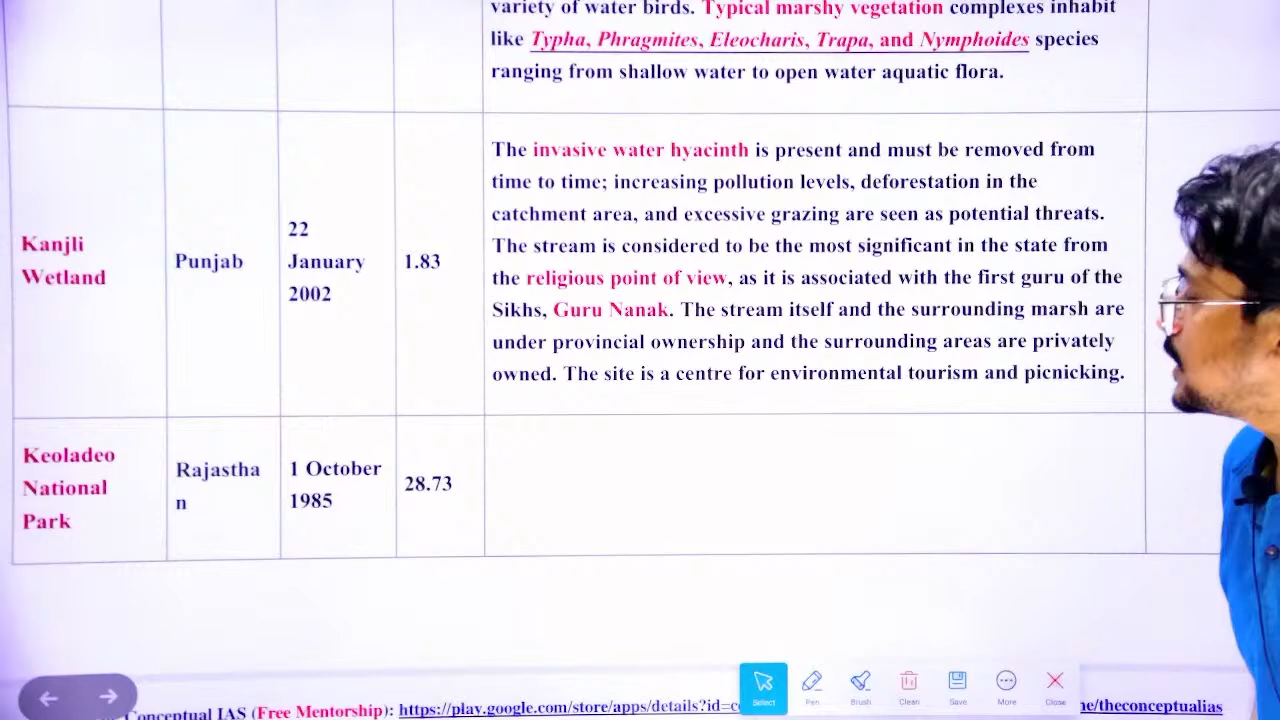 variety of water birds. Typical marshy vegetation complexes inhabit
like Typha, Phragmites, Eleocharis, Trapa, and Nymphoides species
ranging from shallow water to open water aquatic flora.
Kanjli
Wetland
Punjab
22
January
2002
1.83
The invasive water hyacinth is present and must be removed from
time to time; increasing pollution levels, deforestation in the
catchment area, and excessive grazing are seen as potential threats.
The stream is considered to be the most significant in the state from
the religious point of view, as it is associated with the first guru of the
Sikhs, Guru Nanak. The stream itself and the surrounding marsh are
under provincial ownership and the surrounding areas are privately
owned. The site is a centre for environmental tourism and picnicking.
Keoladeo
National
Park
Rajastha
n
1 October
1985
28.73
Conceptual IAS (Free Mentorship): https://play.google.com/store/apps/details?id=c
ne/theconceptualias
Select
Pen
Brush
Clean
Save
More
Close